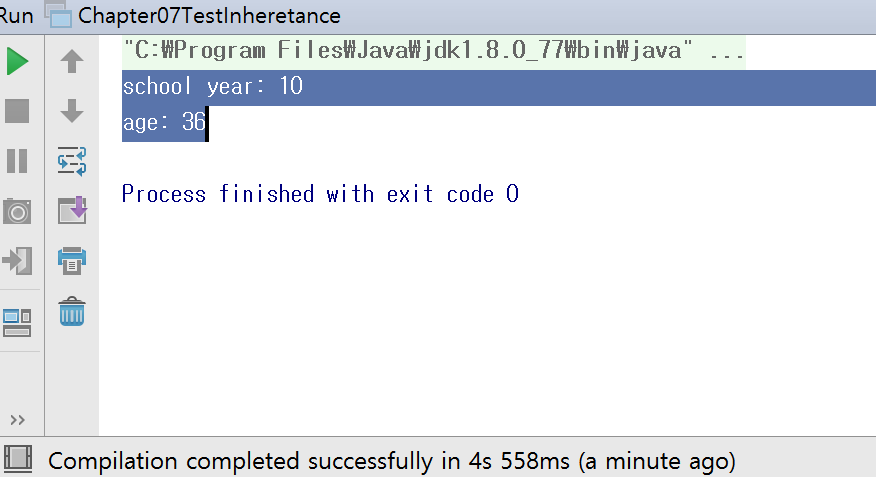 Run Chapter07TestInheretance
"C:₩Program Files₩Java₩jdk1.8.0_77₩bin₩java" ...
school year: 10
age: 36
Process finished with exit code 0
Compilation completed successfully in 4s 558ms (a minute ago)